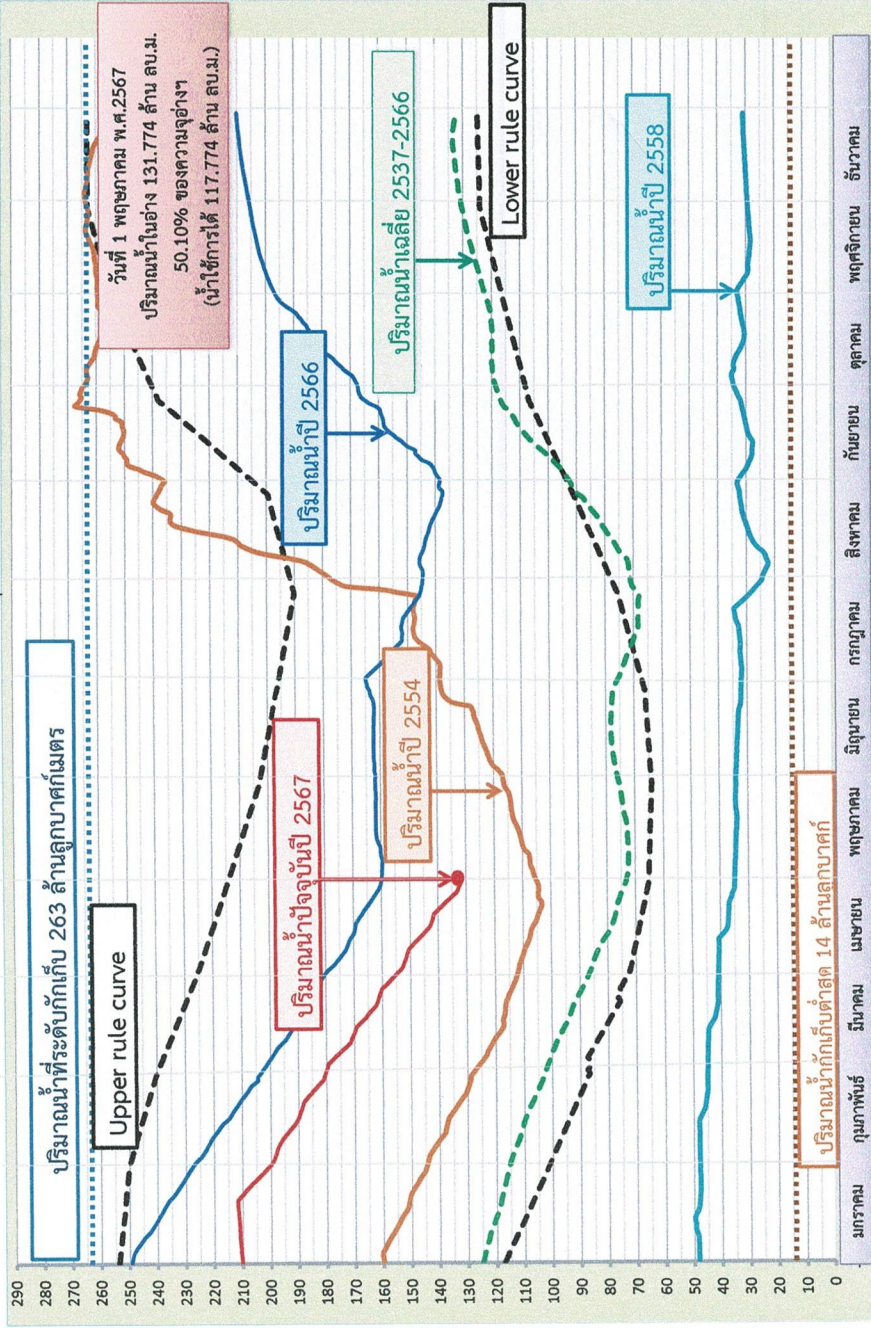 ปริมาณน้ำที่ระดับกักเก็บ 263 ล้านลูกบาศก์เมตร
Upper rule curve
วันที่ 1 พฤษภาคม พ.ศ.2567
ปริมาณน้ำในอ่าง 131.774 ล้าน ลบ.ม.
50.10% ของความจุอ่างฯ
(น้ำใช้การได้ 117.774 ล้าน ลบ.ม.)
ปริมาณน้ำปัจจุบันปี 2567
ปริมาณน้ำปี 2566
ปริมาณน้ำปี 2554
ปริมาณน้ำเฉลี่ย 2537-2566
Lower rule curve
ปริมาณน้ำปี 2558
ปริมาณน้ำกักเก็บต่ำสุด 14 ล้านลูกบาศก์
290
280
270
260
250
240
230
220
210
200
190
180
170
160
150
140
130
120
110
100
90
80
70
60
50
40
30
20
10
0
มกราคม กุมภาพันธ์ มีนาคม เมษายน พฤษภาคม มิถุนายน กรกฎาคม สิงหาคม กันยายน ตุลาคม พฤศจิกายน ธันวาคม